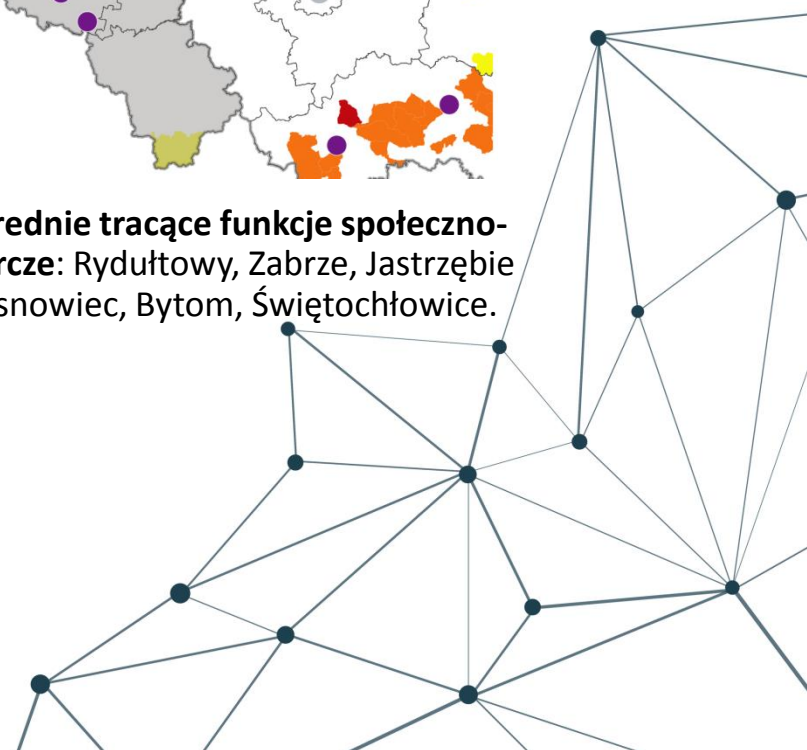 rednie tracące funkcje społeczno-
rcze: Rydułtowy, Zabrze, Jastrzębie
snowiec, Bytom, Świętochłowice.